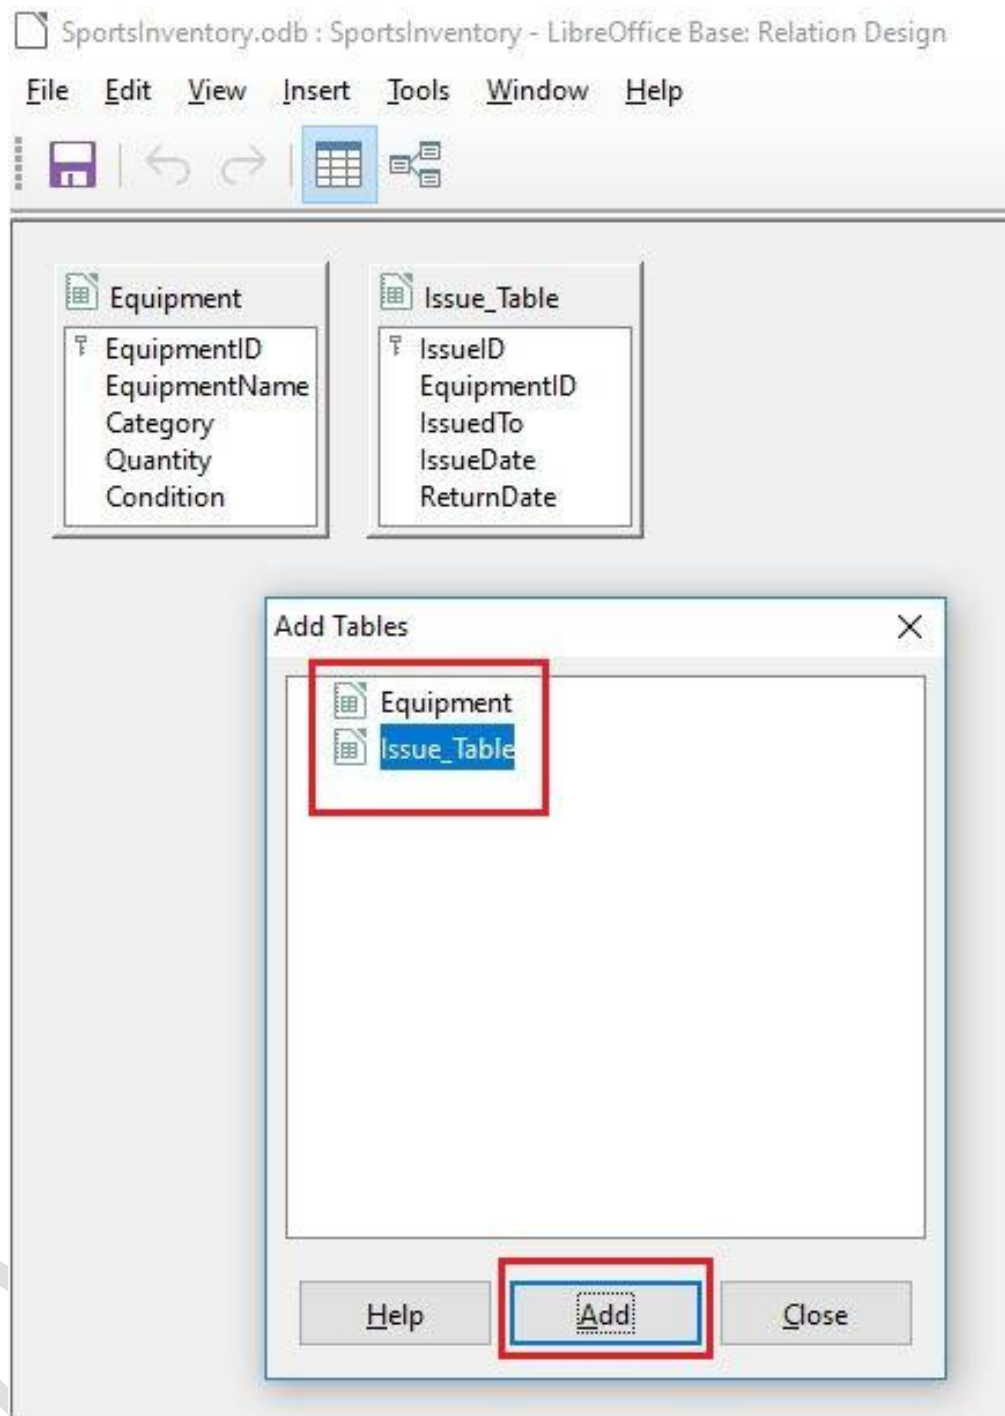 SportsInventory.odb : SportsInventory - LibreOffice Base: Relation Design
File Edit View Insert Tools Window Help
Equipment
EquipmentID
EquipmentName
Category
Quantity
Condition
Issue_Table
IssueID
EquipmentID
IssuedTo
IssueDate
ReturnDate
Add Tables
Equipment
Issue_Table
Help Add Close